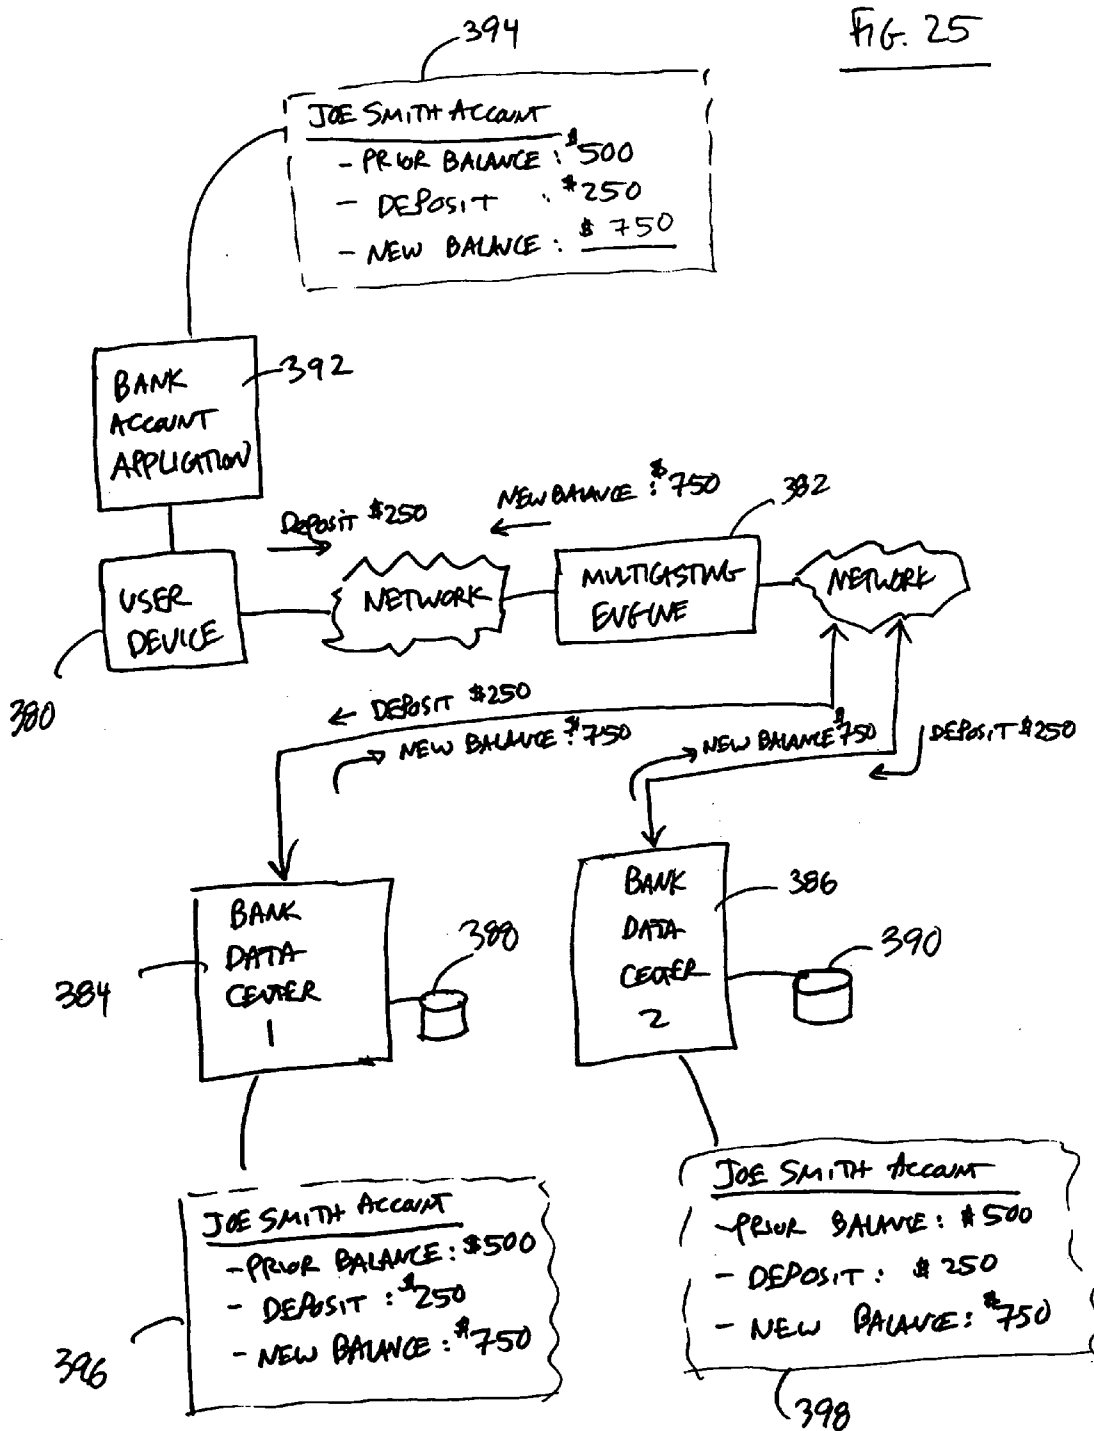 394
FIG. 25
JOE SMITH ACCOUNT
- PRIOR BALANCE: $500
- DEPOSIT : $250
- NEW BALANCE: $750
392
BANK
ACCOUNT
APPLICATION
DEPOSIT $250
NEW BALANCE: $750
382
USER
DEVICE
NETWORK
MULTICASTING
ENGINE
NETWORK
380
DEPOSIT $250
NEW BALANCE: $750
NEW BALANCE $750
DEPOSIT $250
BANK
DATA
CENTER
1
384
388
BANK
DATA
CENTER
2
386
390
JOE SMITH ACCOUNT
- PRIOR BALANCE: $500
- DEPOSIT : $250
- NEW BALANCE: $750
396
JOE SMITH ACCOUNT
- PRIOR BALANCE: $500
- DEPOSIT: $250
- NEW BALANCE: $750
398